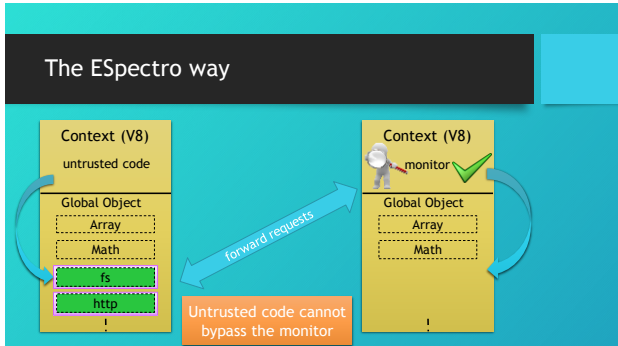 The ESpectro way
Context (V8)
untrusted code
Global Object
Array
Math
fs
http
forward requests
Untrusted code cannot
bypass the monitor
Context (V8)
monitor
Global Object
Array
Math